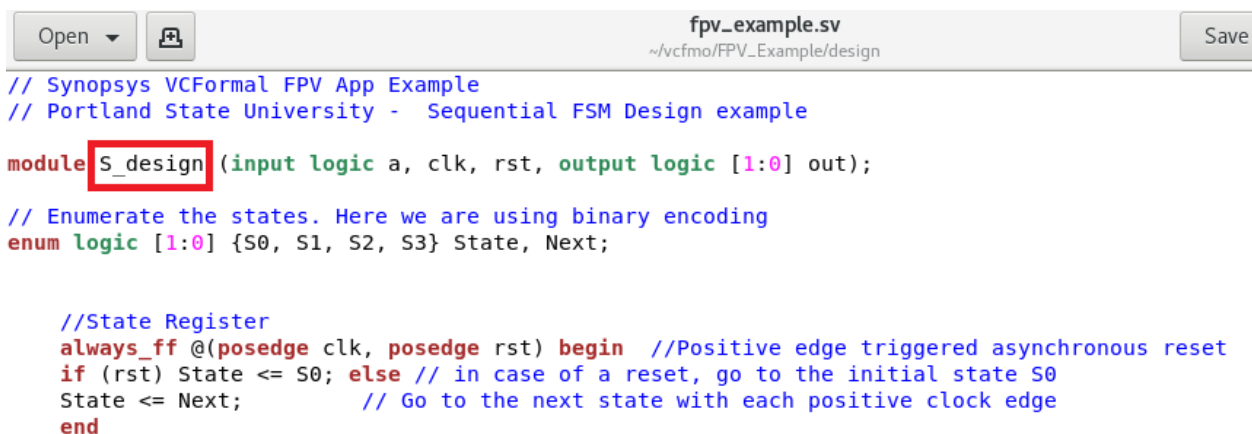 Open
fpv_example.sv
~/vcfmo/FPV_Example/design
Save
// Synopsys VCFormal FPV App Example
// Portland State University -  Sequential FSM Design example
module S_design (input logic a, clk, rst, output logic [1:0] out);
// Enumerate the states. Here we are using binary encoding
enum logic [1:0] {S0, S1, S2, S3} State, Next;
//State Register
always_ff @(posedge clk, posedge rst) begin  //Positive edge triggered asynchronous reset
if (rst) State <= S0; else // in case of a reset, go to the initial state S0
State <= Next;         // Go to the next state with each positive clock edge
end